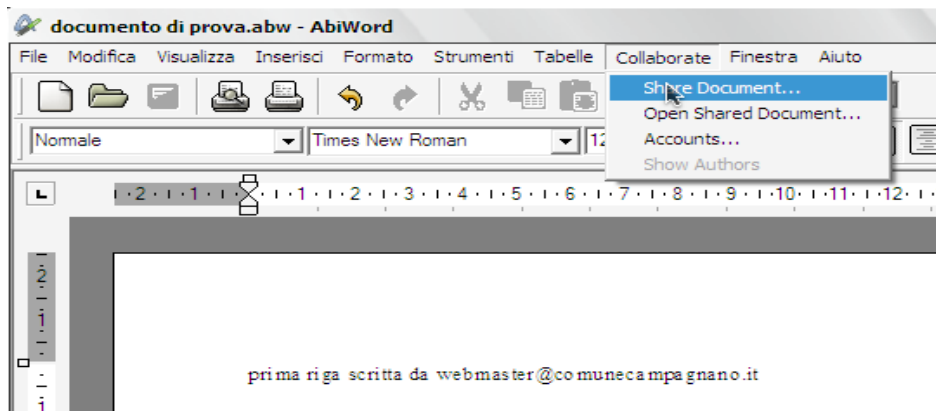 documento di prova.abw - AbiWord
File Modifica Visualizza Inserisci Formato Strumenti Tabelle Collaborate Finestra Aiuto
Share Document...
Open Shared Document...
Accounts...
Show Authors
Normale Times New Roman 12
L 2 1 1 2 3 4 5 6 7 8 9 10 11 12
2
1
1
prima riga scritta da webmaster@comunecampagnano.it